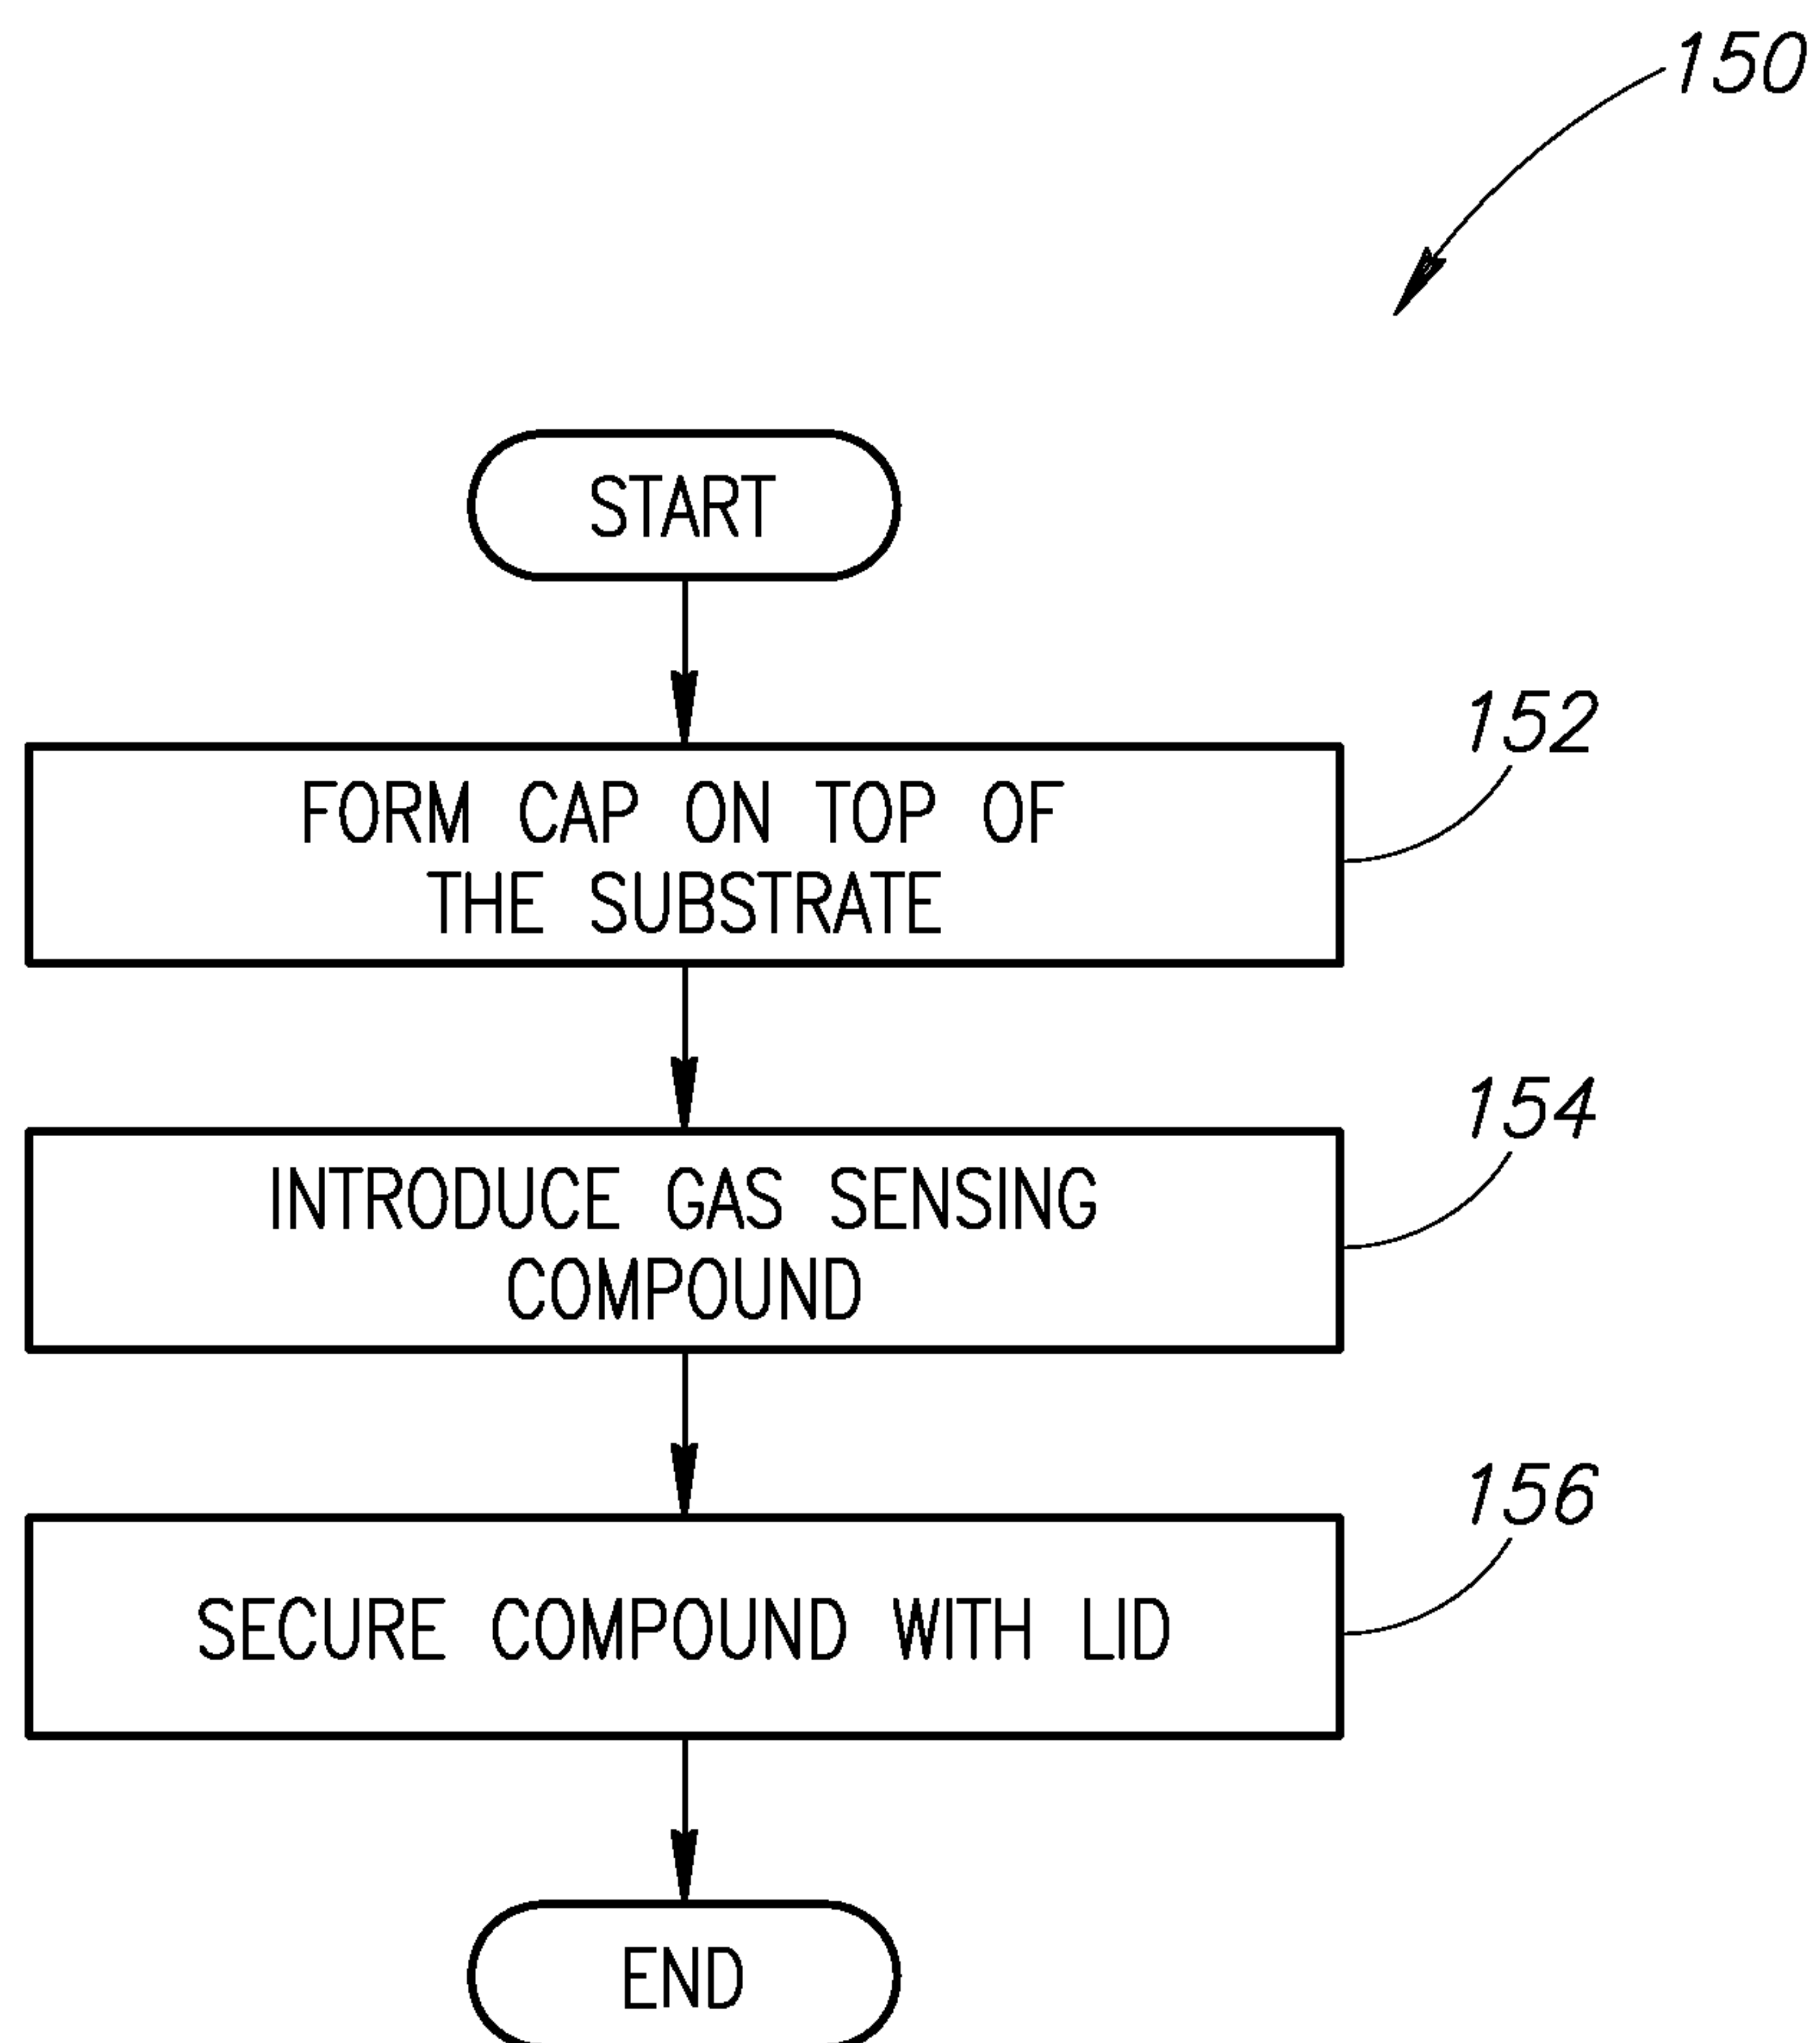 150
START
152
FORM CAP ON TOP OF
THE SUBSTRATE
154
INTRODUCE GAS SENSING
COMPOUND
156
SECURE COMPOUND WITH LID
END